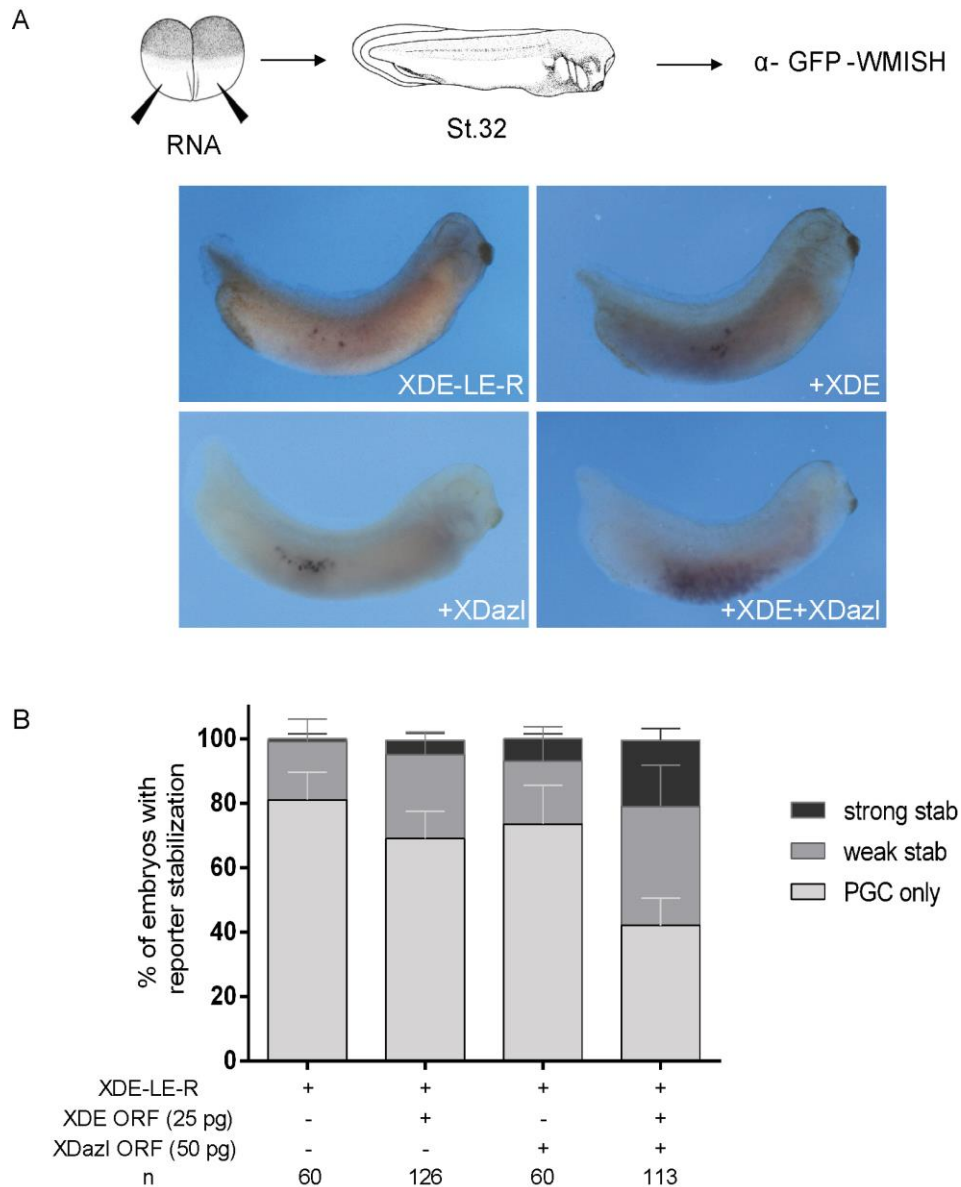 A
RNA
St.32
α- GFP -WMISH
XDE-LE-R
+XDE
+XDazl
+XDE+XDazl
B
% of embryos with
reporter stabilization
100
80
60
40
20
0
strong stab
weak stab
PGC only
XDE-LE-R + + + +
XDE ORF (25 pg) - + - +
XDazl ORF (50 pg) - - + +
n 60 126 60 113